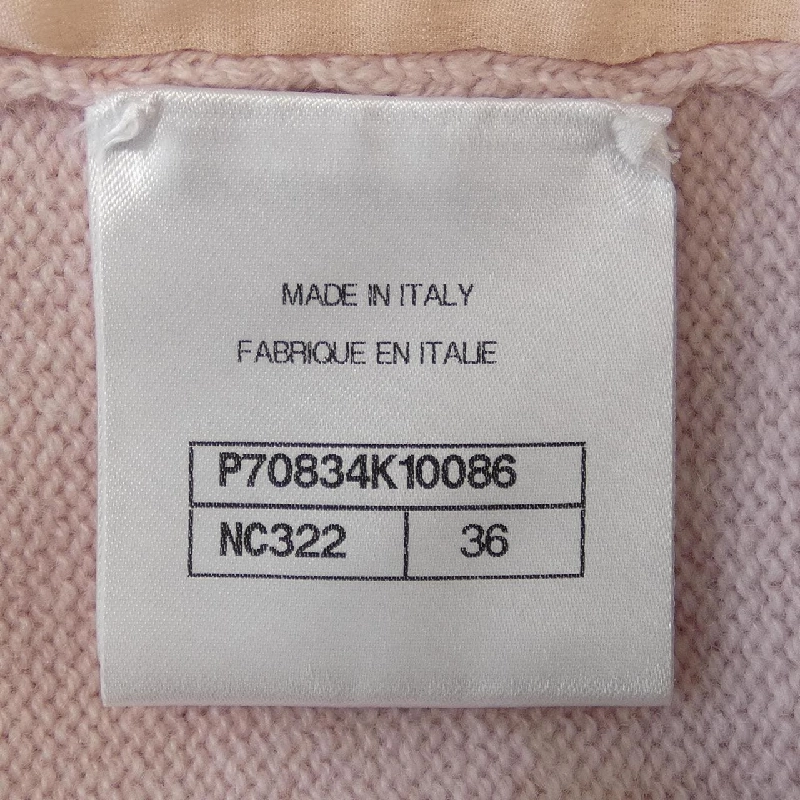 MADE IN ITALY
FABRIQUE EN ITALIE
P70834K10086
NC322 36